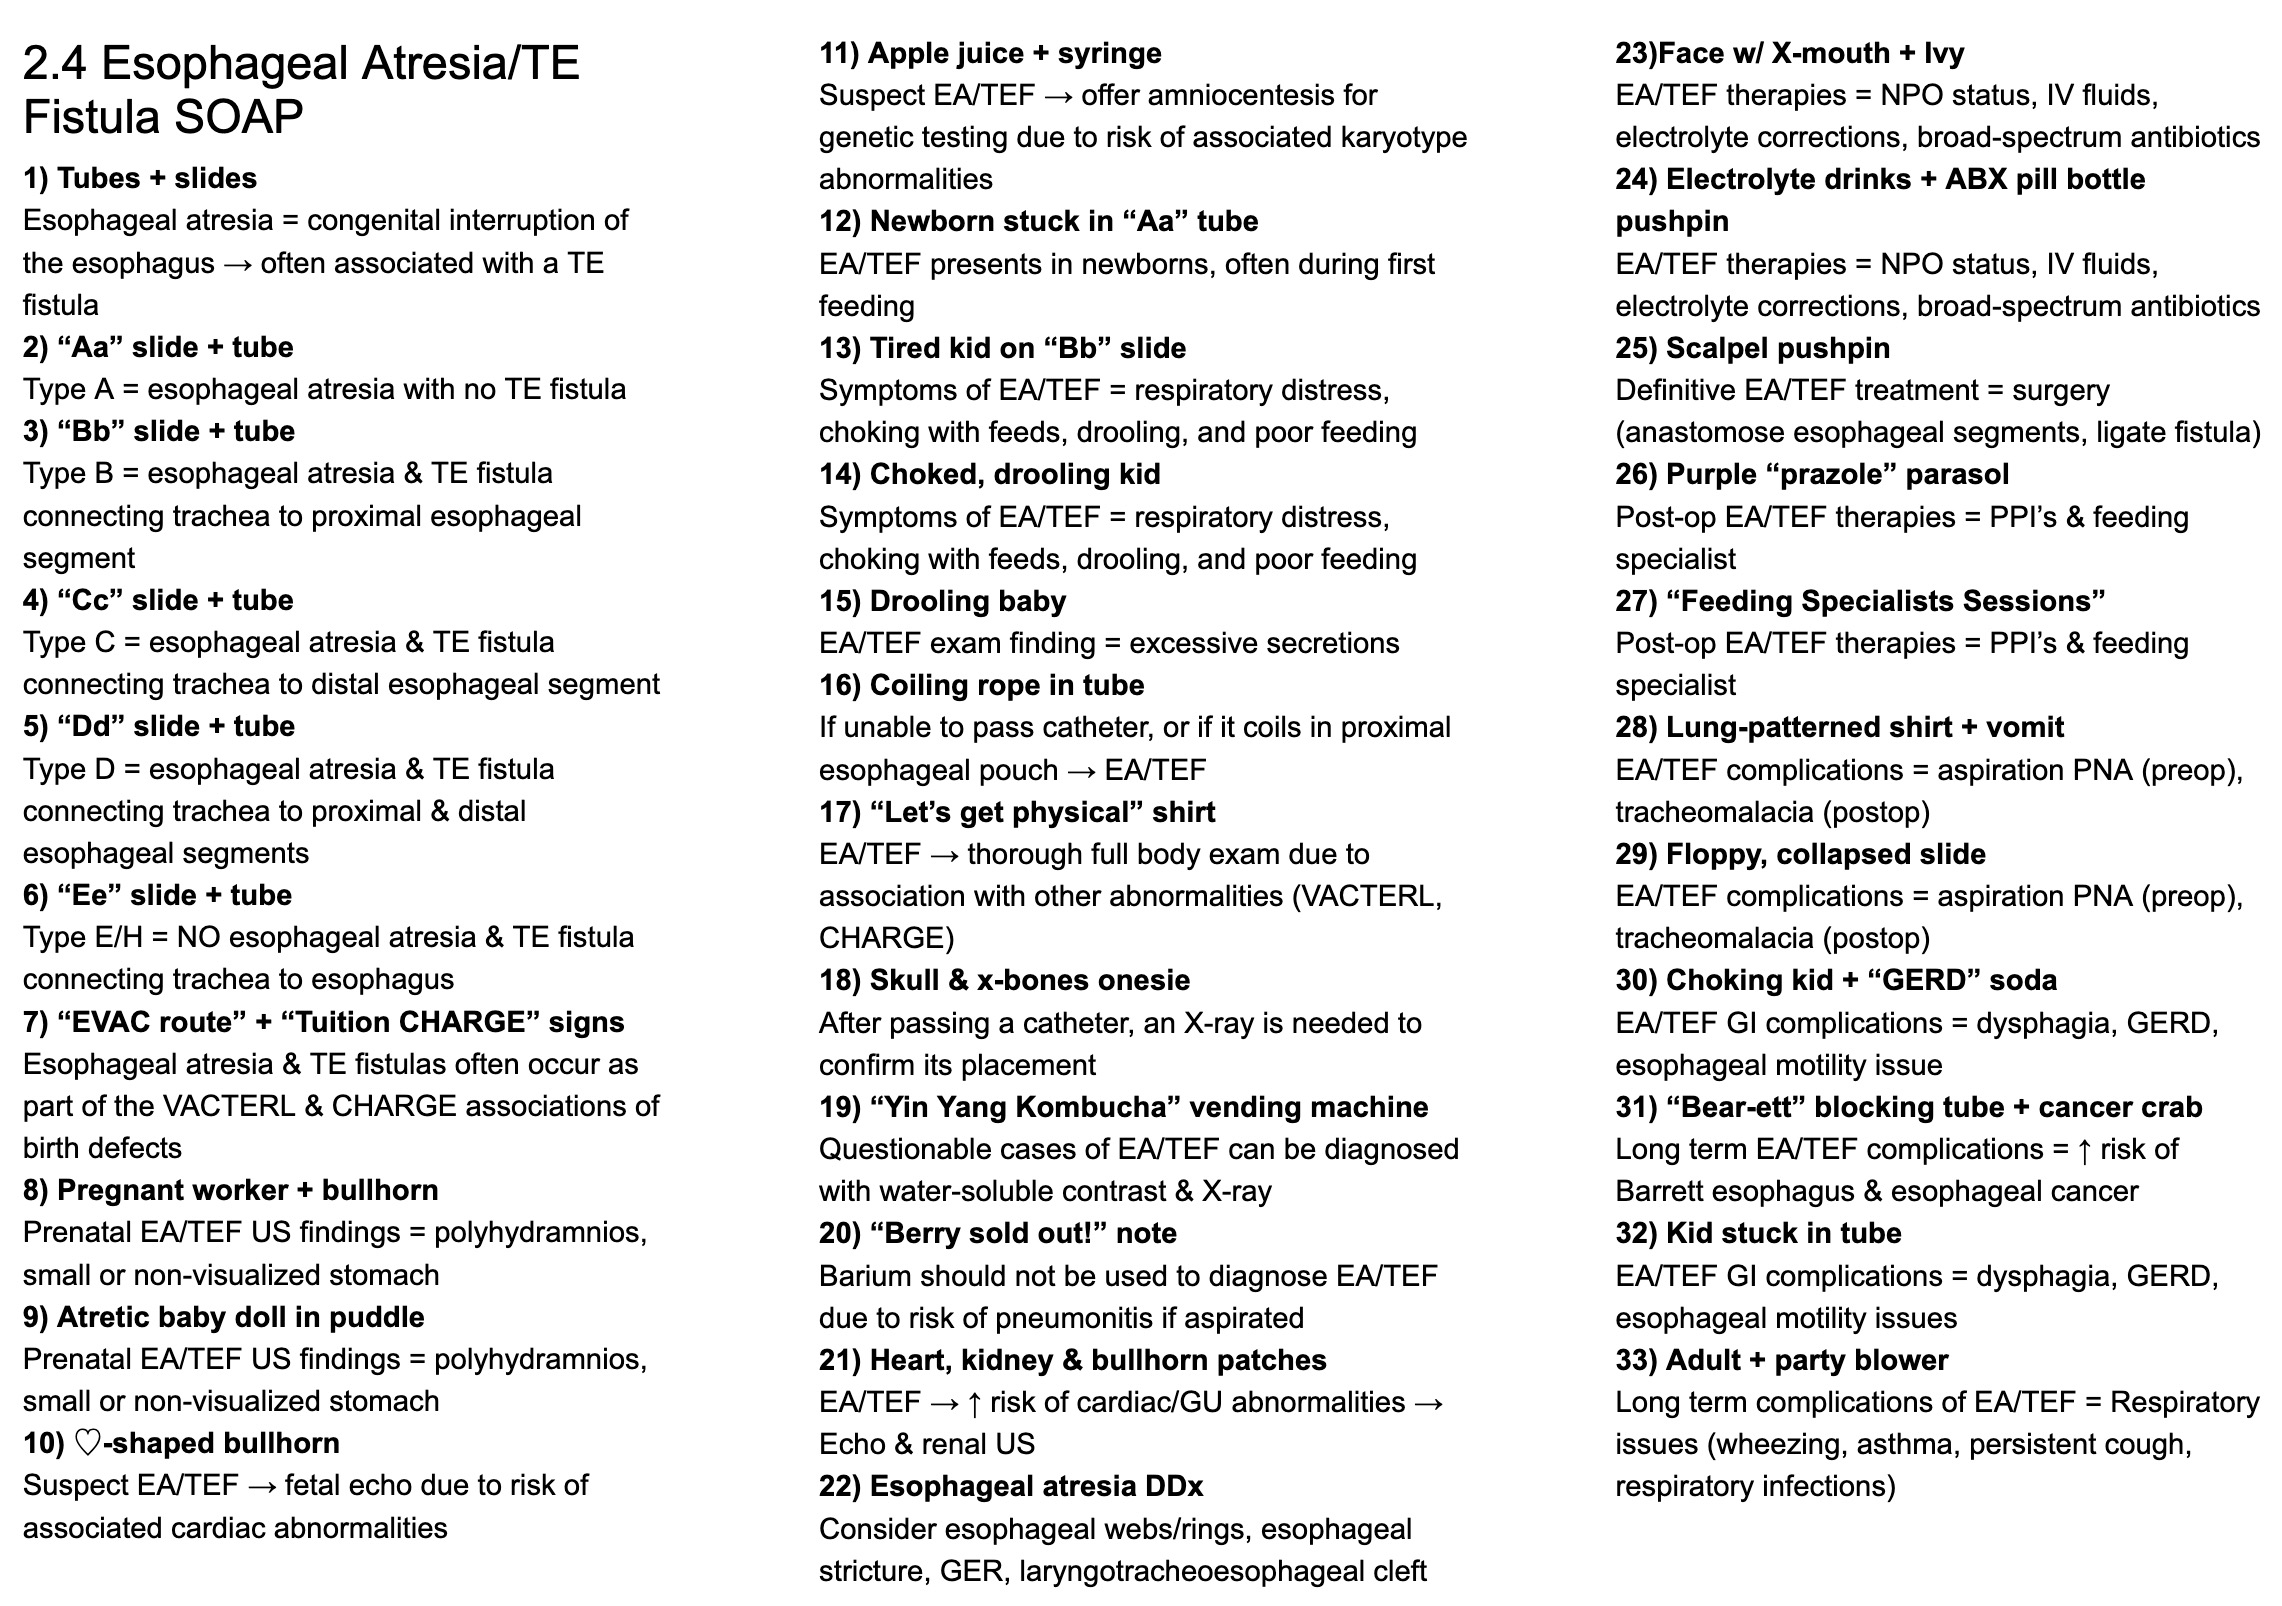 2.4 Esophageal Atresia/TE
Fistula SOAP
1) Tubes + slides
Esophageal atresia = congenital interruption of
the esophagus → often associated with a TE
fistula
2) “Aa” slide + tube
Type A = esophageal atresia with no TE fistula
3) “Bb” slide + tube
Type B = esophageal atresia & TE fistula
connecting trachea to proximal esophageal
segment
4) “Cc” slide + tube
Type C = esophageal atresia & TE fistula
connecting trachea to distal esophageal segment
5) “Dd” slide + tube
Type D = esophageal atresia & TE fistula
connecting trachea to proximal & distal
esophageal segments
6) “Ee” slide + tube
Type E/H = NO esophageal atresia & TE fistula
connecting trachea to esophagus
7) “EVAC route” + “Tuition CHARGE” signs
Esophageal atresia & TE fistulas often occur as
part of the VACTERL & CHARGE associations of
birth defects
8) Pregnant worker + bullhorn
Prenatal EA/TEF US findings = polyhydramnios,
small or non-visualized stomach
9) Atretic baby doll in puddle
Prenatal EA/TEF US findings = polyhydramnios,
small or non-visualized stomach
10) ♡-shaped bullhorn
Suspect EA/TEF → fetal echo due to risk of
associated cardiac abnormalities
11) Apple juice + syringe
Suspect EA/TEF → offer amniocentesis for
genetic testing due to risk of associated karyotype
abnormalities
12) Newborn stuck in “Aa” tube
EA/TEF presents in newborns, often during first
feeding
13) Tired kid on “Bb” slide
Symptoms of EA/TEF = respiratory distress,
choking with feeds, drooling, and poor feeding
14) Choked, drooling kid
Symptoms of EA/TEF = respiratory distress,
choking with feeds, drooling, and poor feeding
15) Drooling baby
EA/TEF exam finding = excessive secretions
16) Coiling rope in tube
If unable to pass catheter, or if it coils in proximal
esophageal pouch → EA/TEF
17) “Let’s get physical” shirt
EA/TEF → thorough full body exam due to
association with other abnormalities (VACTERL,
CHARGE)
18) Skull & x-bones onesie
After passing a catheter, an X-ray is needed to
confirm its placement
19) “Yin Yang Kombucha” vending machine
Questionable cases of EA/TEF can be diagnosed
with water-soluble contrast & X-ray
20) “Berry sold out!” note
Barium should not be used to diagnose EA/TEF
due to risk of pneumonitis if aspirated
21) Heart, kidney & bullhorn patches
EA/TEF → ↑ risk of cardiac/GU abnormalities →
Echo & renal US
22) Esophageal atresia DDx
Consider esophageal webs/rings, esophageal
stricture, GER, laryngotracheoesophageal cleft
23)Face w/ X-mouth + Ivy
EA/TEF therapies = NPO status, IV fluids,
electrolyte corrections, broad-spectrum antibiotics
24) Electrolyte drinks + ABX pill bottle
pushpin
EA/TEF therapies = NPO status, IV fluids,
electrolyte corrections, broad-spectrum antibiotics
25) Scalpel pushpin
Definitive EA/TEF treatment = surgery
(anastomose esophageal segments, ligate fistula)
26) Purple “prazole” parasol
Post-op EA/TEF therapies = PPI’s & feeding
specialist
27) “Feeding Specialists Sessions”
Post-op EA/TEF therapies = PPI’s & feeding
specialist
28) Lung-patterned shirt + vomit
EA/TEF complications = aspiration PNA (preop),
tracheomalacia (postop)
29) Floppy, collapsed slide
EA/TEF complications = aspiration PNA (preop),
tracheomalacia (postop)
30) Choking kid + “GERD” soda
EA/TEF GI complications = dysphagia, GERD,
esophageal motility issue
31) “Bear-ett” blocking tube + cancer crab
Long term EA/TEF complications = ↑ risk of
Barrett esophagus & esophageal cancer
32) Kid stuck in tube
EA/TEF GI complications = dysphagia, GERD,
esophageal motility issues
33) Adult + party blower
Long term complications of EA/TEF = Respiratory
issues (wheezing, asthma, persistent cough,
respiratory infections)